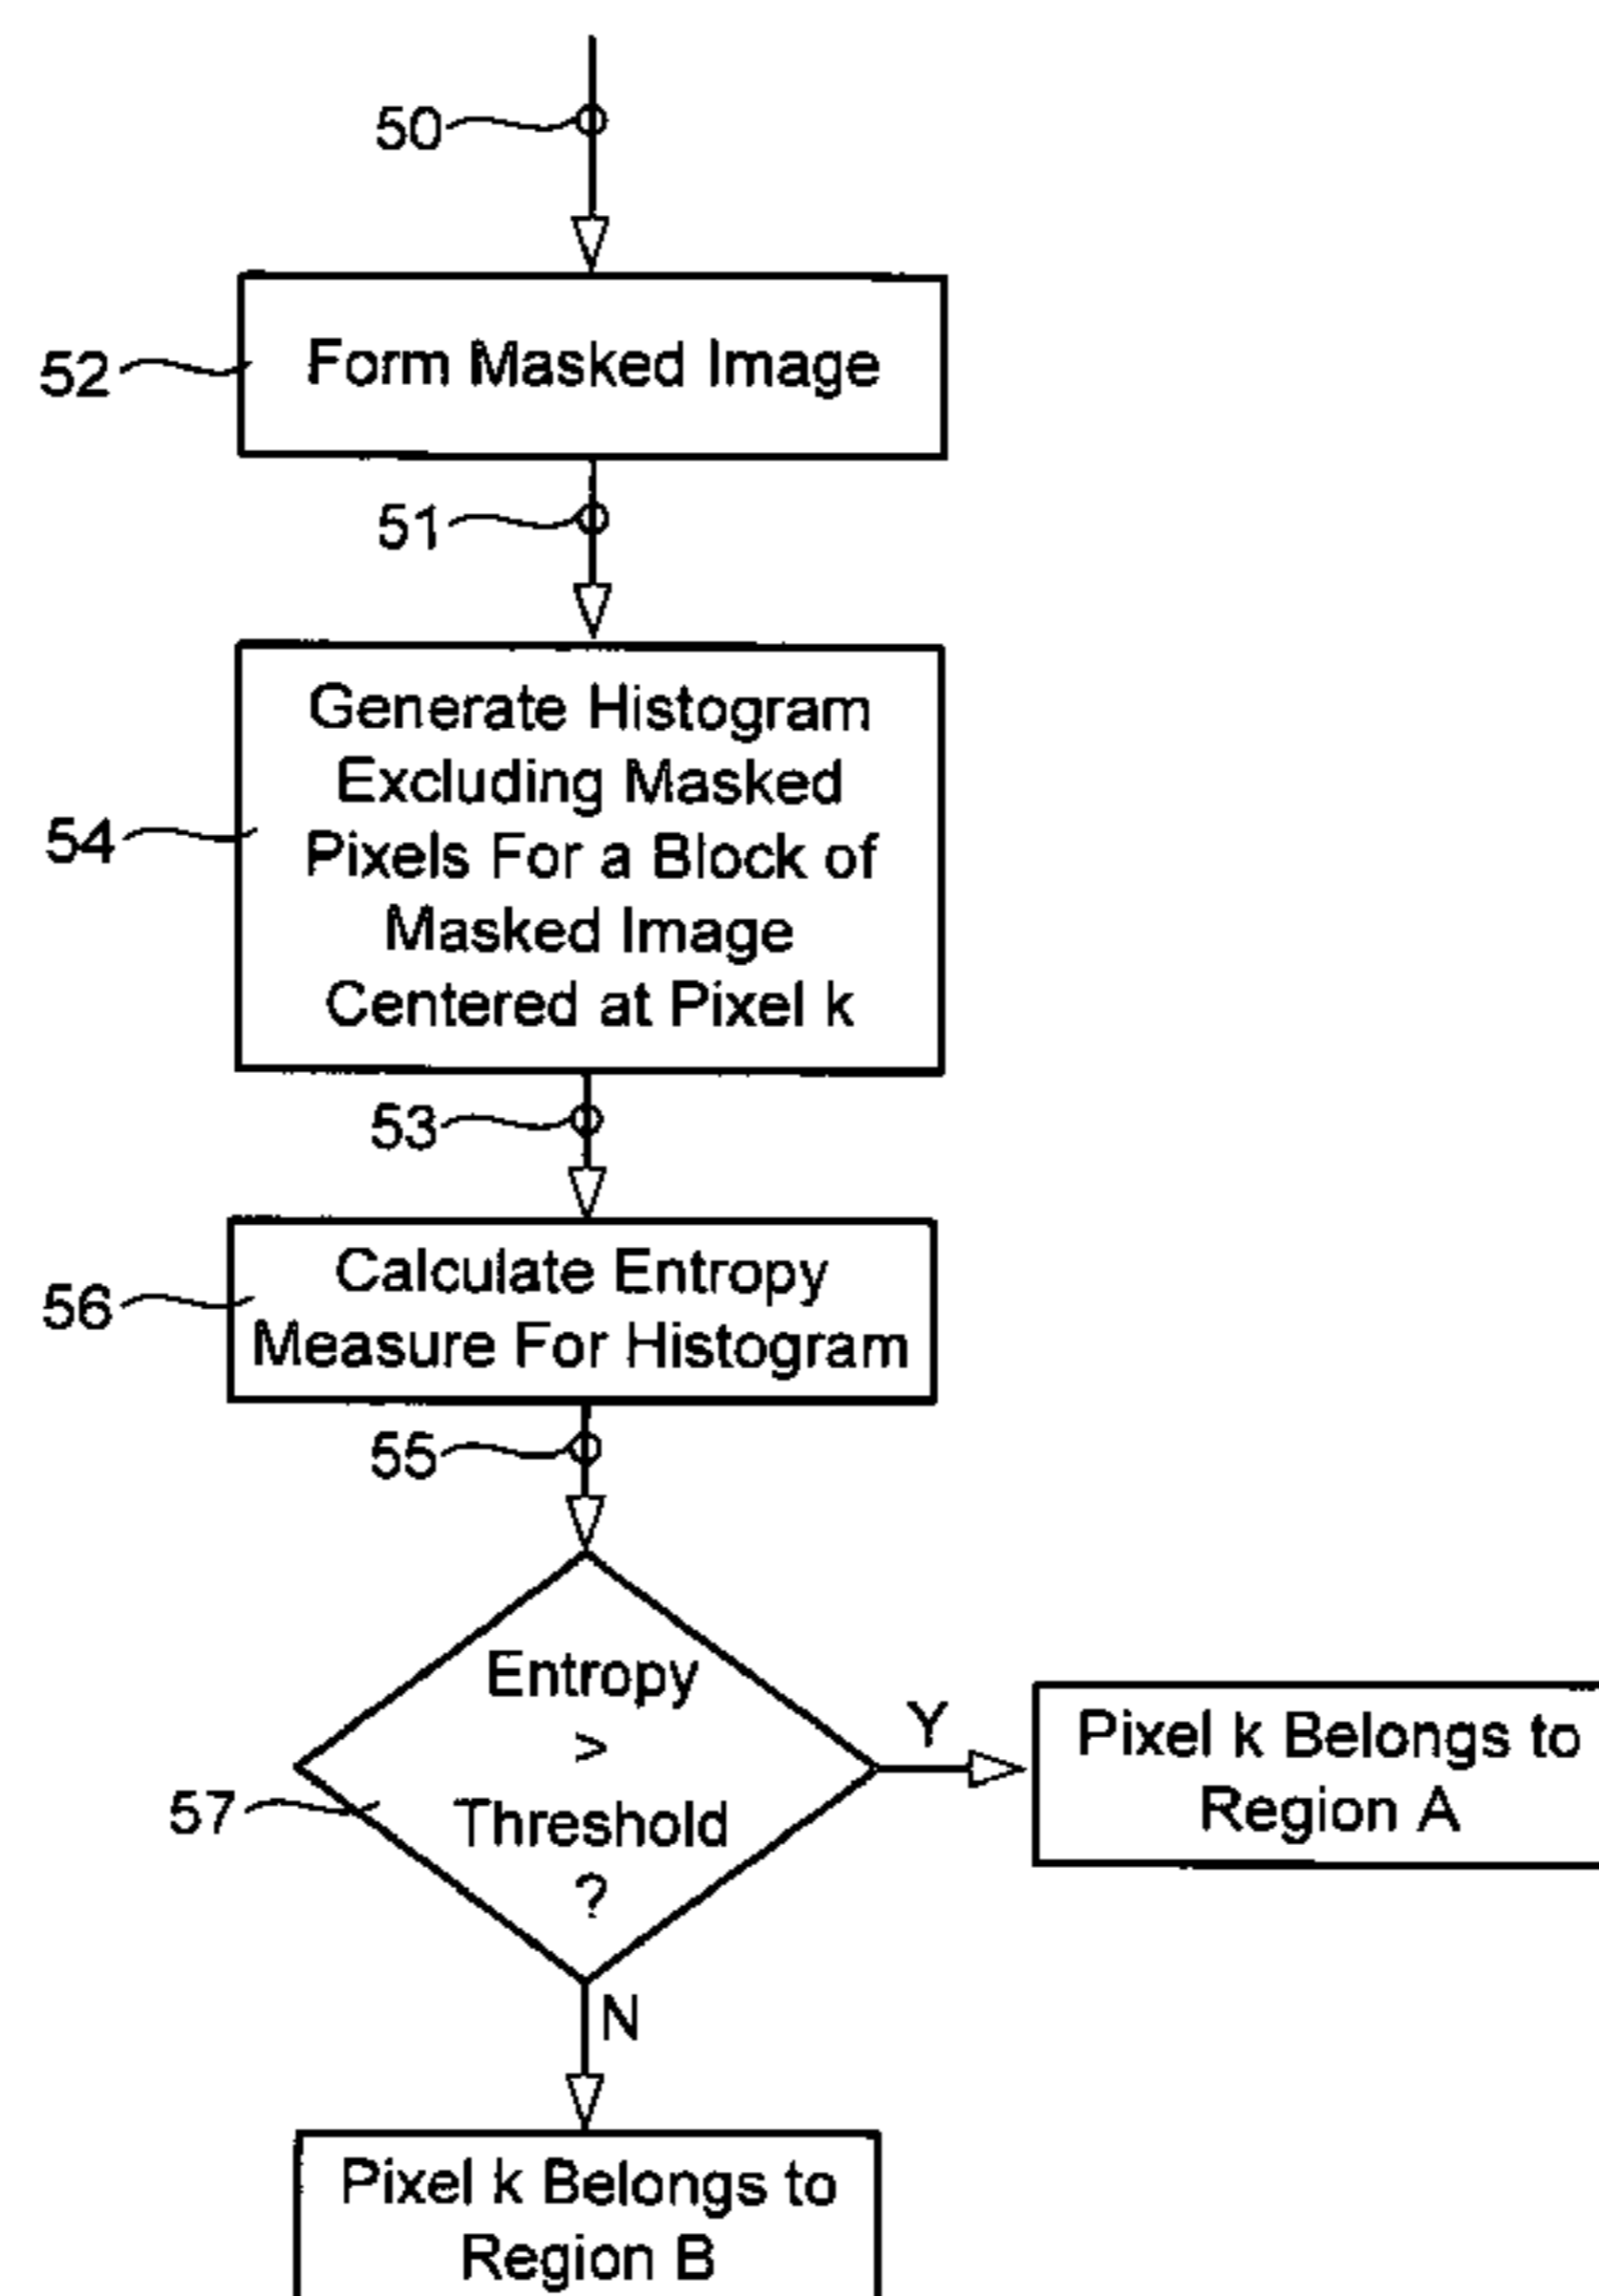 50
52
Form Masked Image
51
54
Generate Histogram
Excluding Masked
Pixels For a Block of
Masked Image
Centered at Pixel k
53
56
Calculate Entropy
Measure For Histogram
55
57
Entropy
>
Threshold
?
Y
Pixel k Belongs to
Region A
N
Pixel k Belongs to
Region B